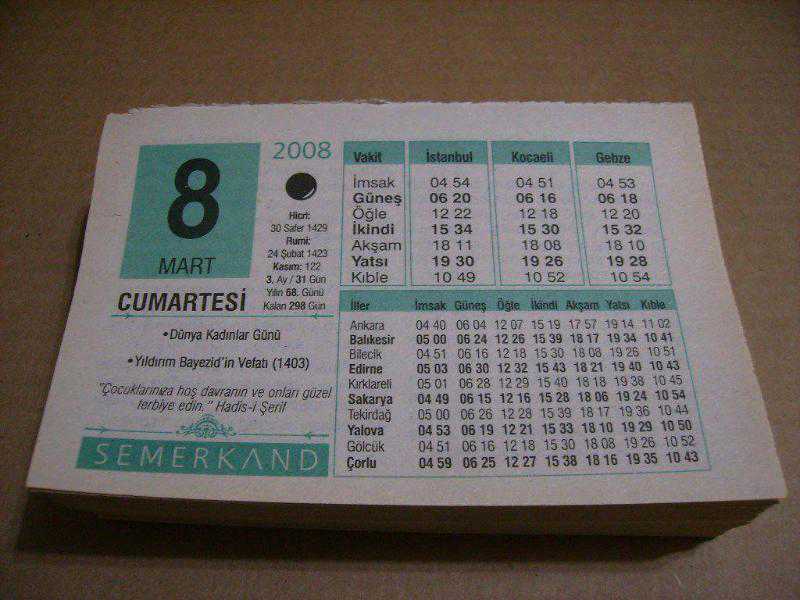 8
MART
CUMARTESİ
2008
Hicri:
30 Safer 1429
Rumi:
24 Şubat 1423
Kasım: 122
3. Ay / 31 Gün
Yılın 68. Günü
Kalan 298 Gün
•Dünya Kadınlar Günü
•Yıldırım Bayezid'in Vefatı (1403)
"Çocuklarınıza hoş davranın ve onları güzel
terbiye edin." Hadis-i Şerif
SEMERKAND
Vakit İstanbul Kocaeli Gebze
İmsak 04 54 04 51 04 53
Güneş 06 20 06 16 06 18
Öğle 12 22 12 18 12 20
İkindi 15 34 15 30 15 32
Akşam 18 11 18 08 18 10
Yatsı 19 30 19 26 19 28
Kıble 10 49 10 52 10 54
İller İmsak Güneş Öğle İkindi Akşam Yatsı Kıble
Ankara 04 40 06 04 12 07 15 19 17 57 19 14 11 02
Balıkesir 05 00 06 24 12 26 15 39 18 17 19 34 10 41
Bilecik 04 51 06 16 12 18 15 30 18 08 19 26 10 51
Edirne 05 03 06 30 12 32 15 43 18 21 19 40 10 43
Kırklareli 05 01 06 28 12 29 15 40 18 18 19 38 10 45
Sakarya 04 49 06 15 12 16 15 28 18 06 19 24 10 54
Tekirdağ 05 00 06 26 12 28 15 39 18 17 19 36 10 44
Yalova 04 53 06 19 12 21 15 33 18 10 19 29 10 50
Gölcük 04 51 06 16 12 18 15 30 18 08 19 26 10 52
Çorlu 04 59 06 25 12 27 15 38 18 16 19 35 10 43